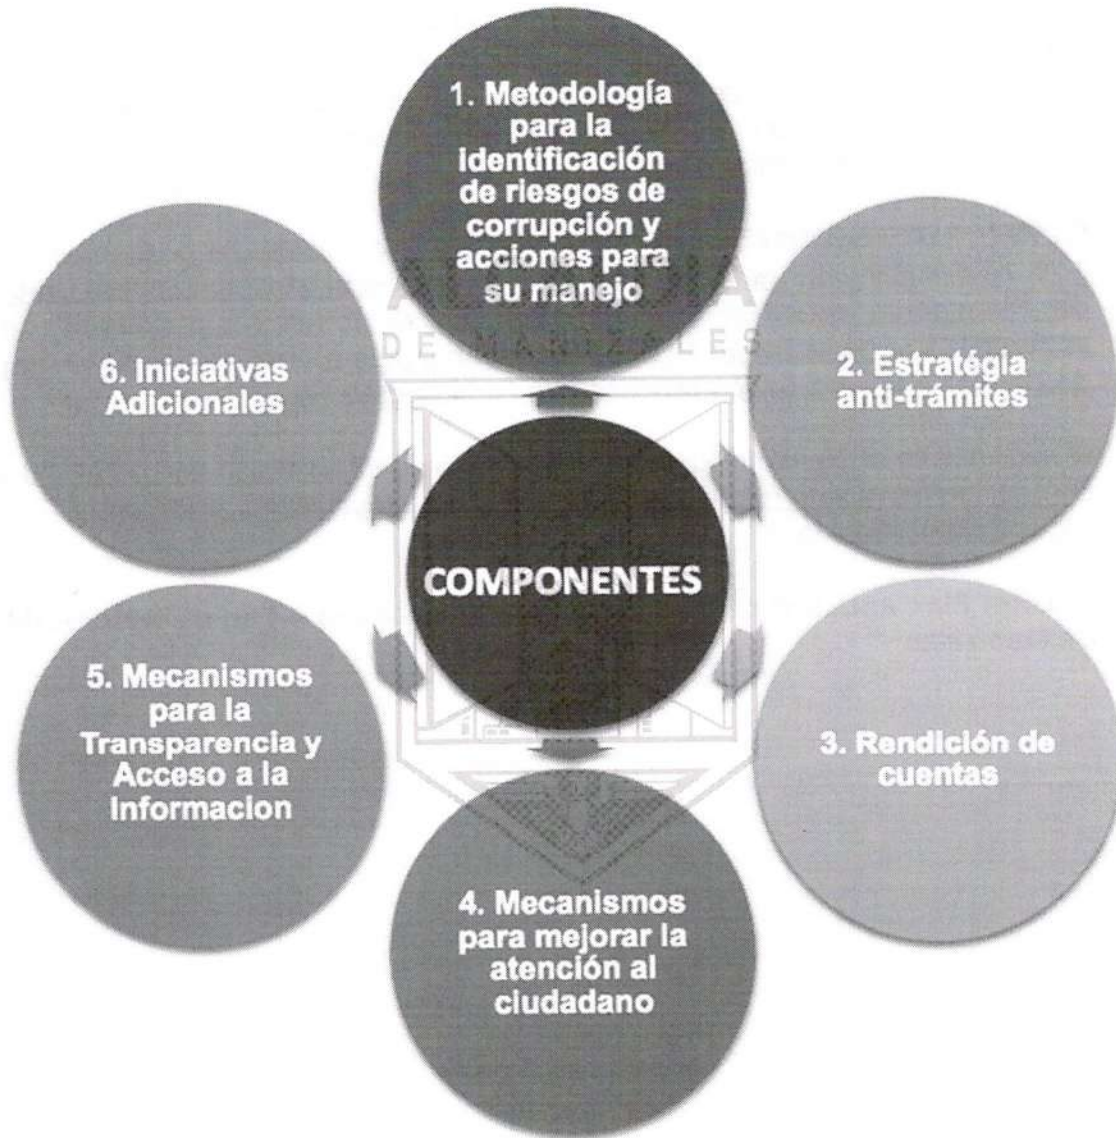 1. Metodología
para la
identificación
de riesgos de
corrupción y
acciones para
su manejo
2. Estratégia
anti-trámites
3. Rendición de
cuentas
4. Mecanismos
para mejorar la
atención al
ciudadano
5. Mecanismos
para la
Transparencia y
Acceso a la
Informacion
6. Iniciativas
Adicionales
COMPONENTES
DE MANIZALES